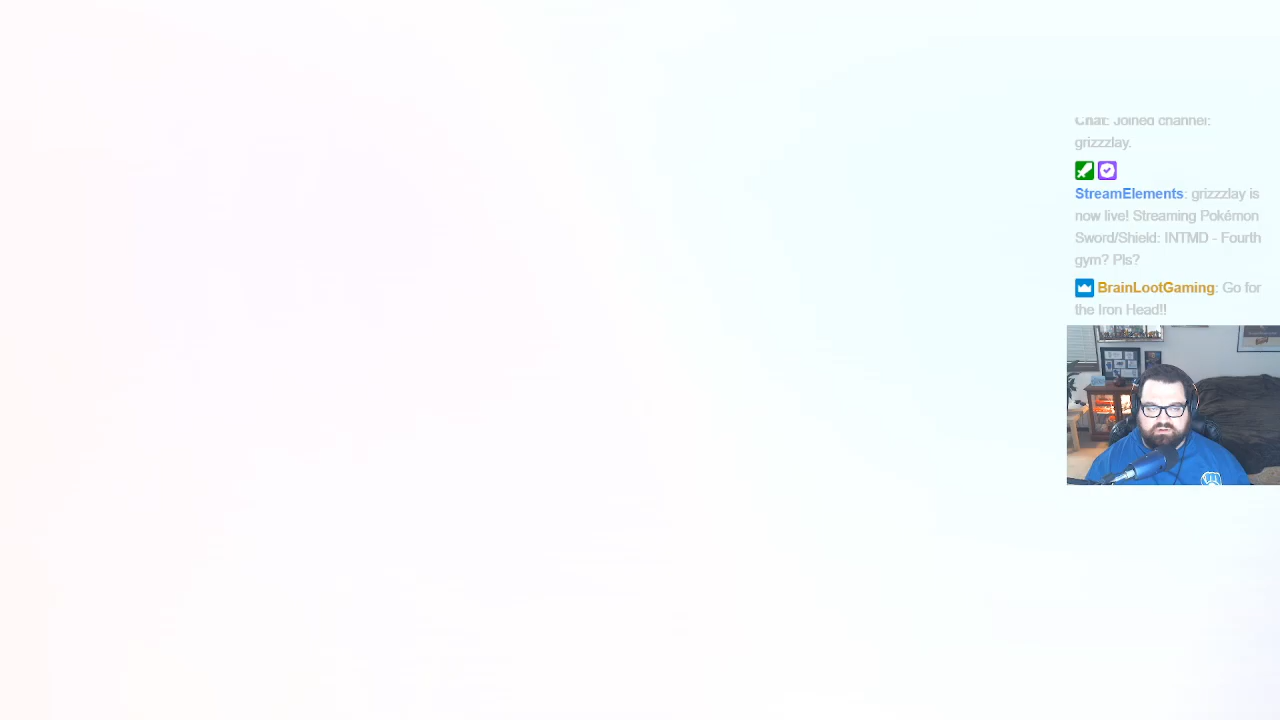 Chat: Joined channel:
grizzzlay.
StreamElements: grizzzlay is
now live! Streaming Pokémon
Sword/Shield: INTMD - Fourth
gym? Pls?
BrainLootGaming: Go for
the Iron Head!!